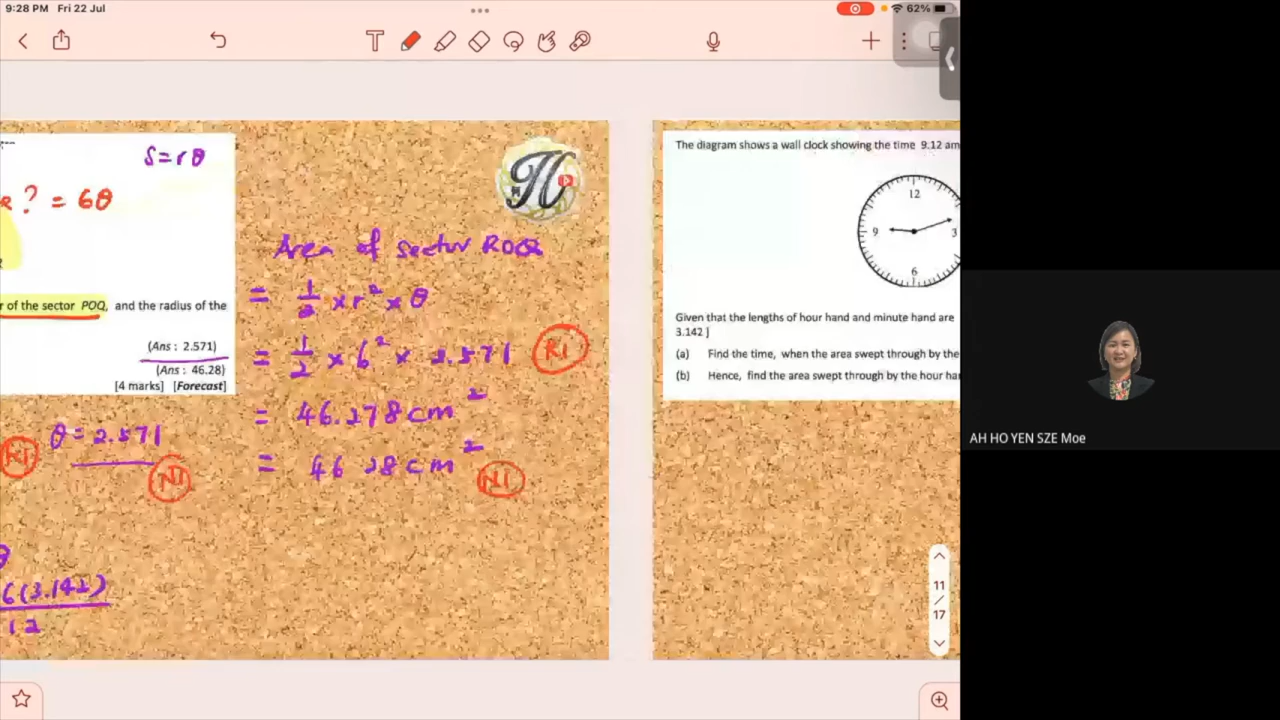 9:28 PM Fri 22 Jul
62%
S = rθ
? = 6θ
r of the sector POQ, and the radius of the
(Ans : 2.571)
(Ans : 46.28)
[4 marks] [Forecast]
K1
θ = 2.571
N1
6(3.142)
12
H
Area of sector ROQ
= 1/2 × r² × θ
= 1/2 × 6² × 2.571 K1
= 46.278 cm²
= 46.28 cm²
N1
The diagram shows a wall clock showing the time 9.12 am
12
9
3
6
Given that the lengths of hour hand and minute hand are
3.142 ]
(a) Find the time, when the area swept through by the
(b) Hence, find the area swept through by the hour ha
11
/
17
AH HO YEN SZE Moe